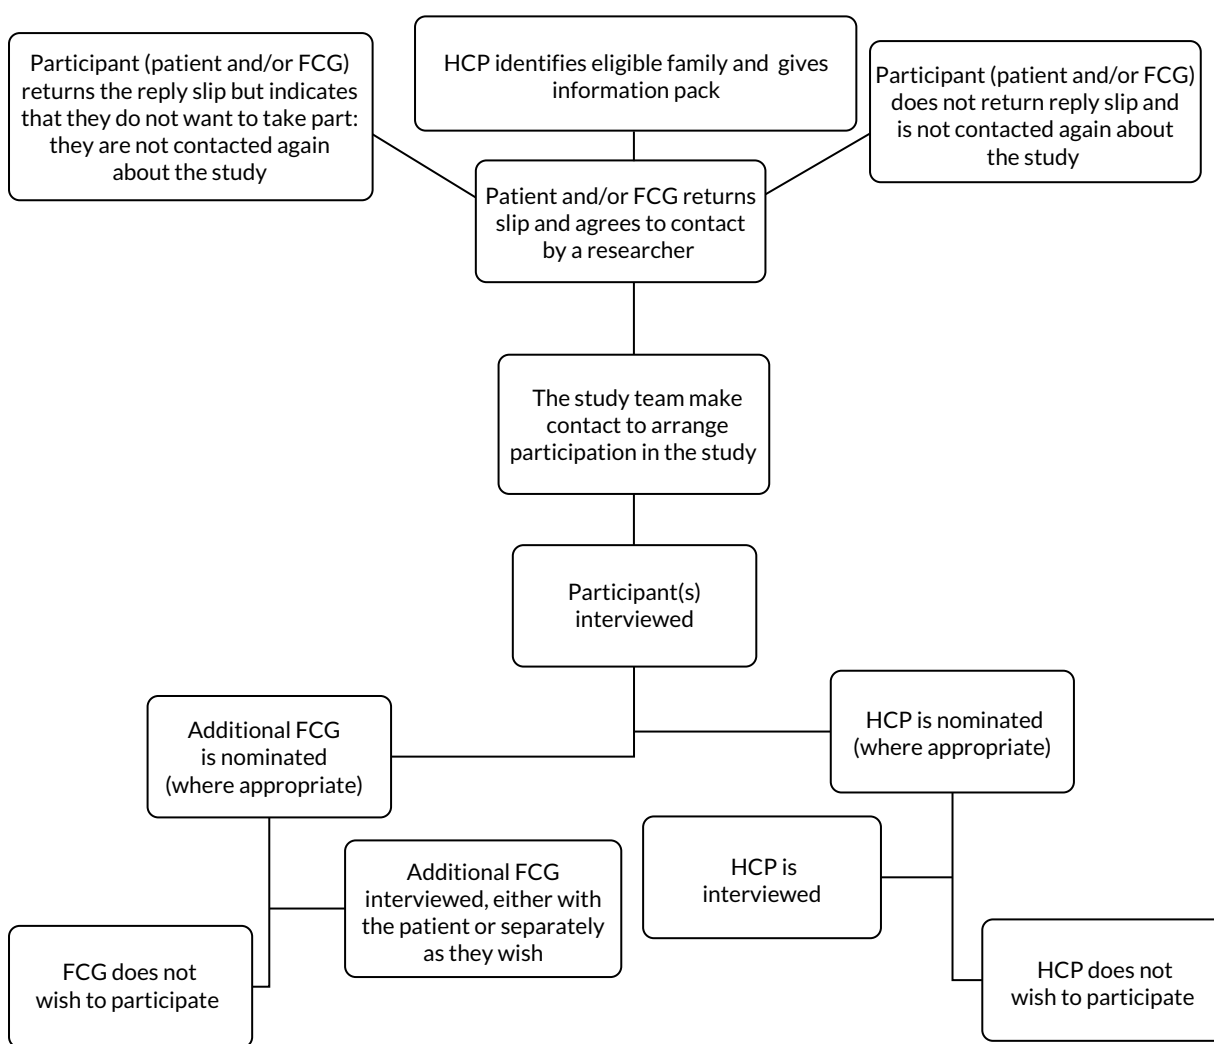 Participant (patient and/or FCG)
returns the reply slip but indicates
that they do not want to take part:
they are not contacted again
about the study
HCP identifies eligible family and gives
information pack
Participant (patient and/or FCG)
does not return reply slip and
is not contacted again about
the study
Patient and/or FCG returns
slip and agrees to contact
by a researcher
The study team make
contact to arrange
participation in the study
Participant(s)
interviewed
Additional FCG
is nominated
(where appropriate)
HCP is nominated
(where appropriate)
Additional FCG
interviewed, either with
the patient or separately
as they wish
HCP is
interviewed
FCG does not
wish to participate
HCP does not
wish to participate